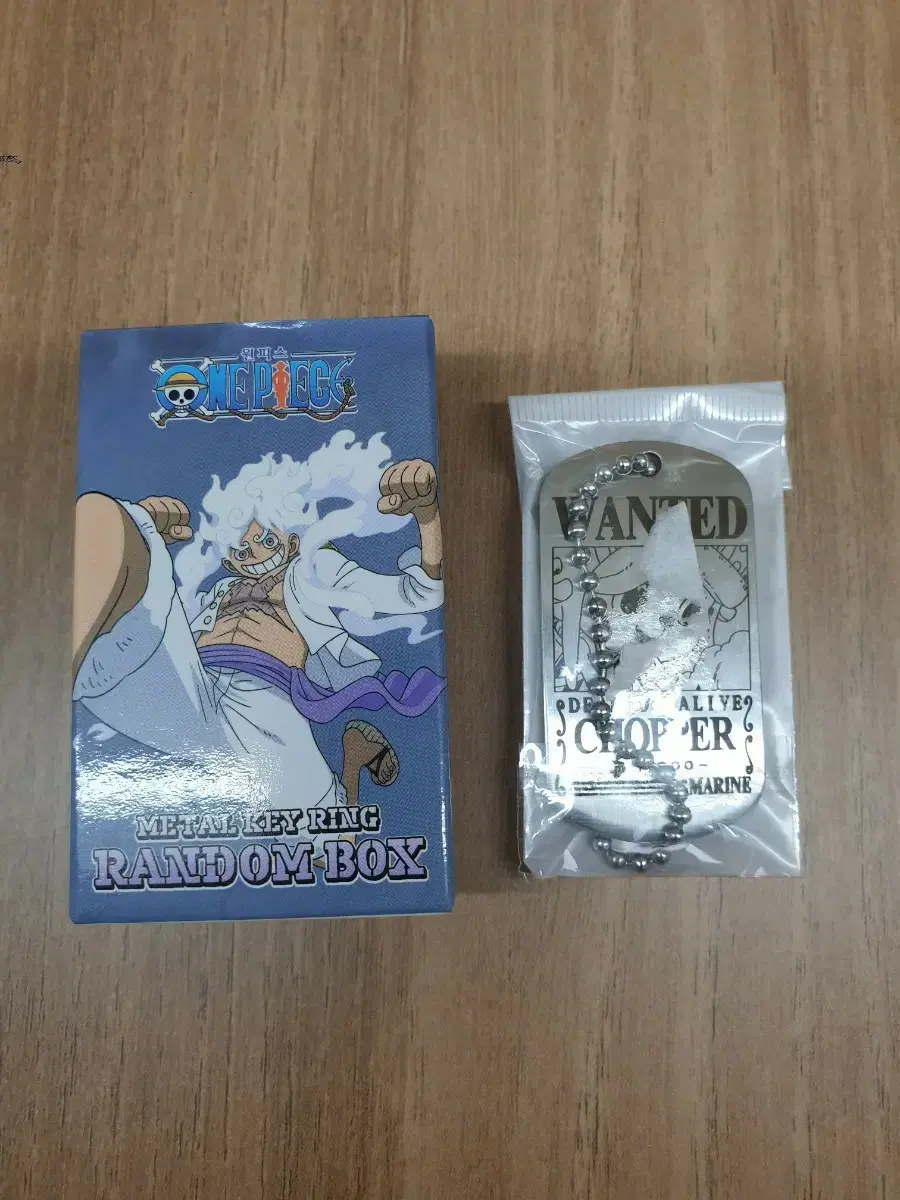 원피스
ONE PIECE
METAL KEY RING
RANDOM BOX
WANTED
ALIVE
CHOPPER
MARINE